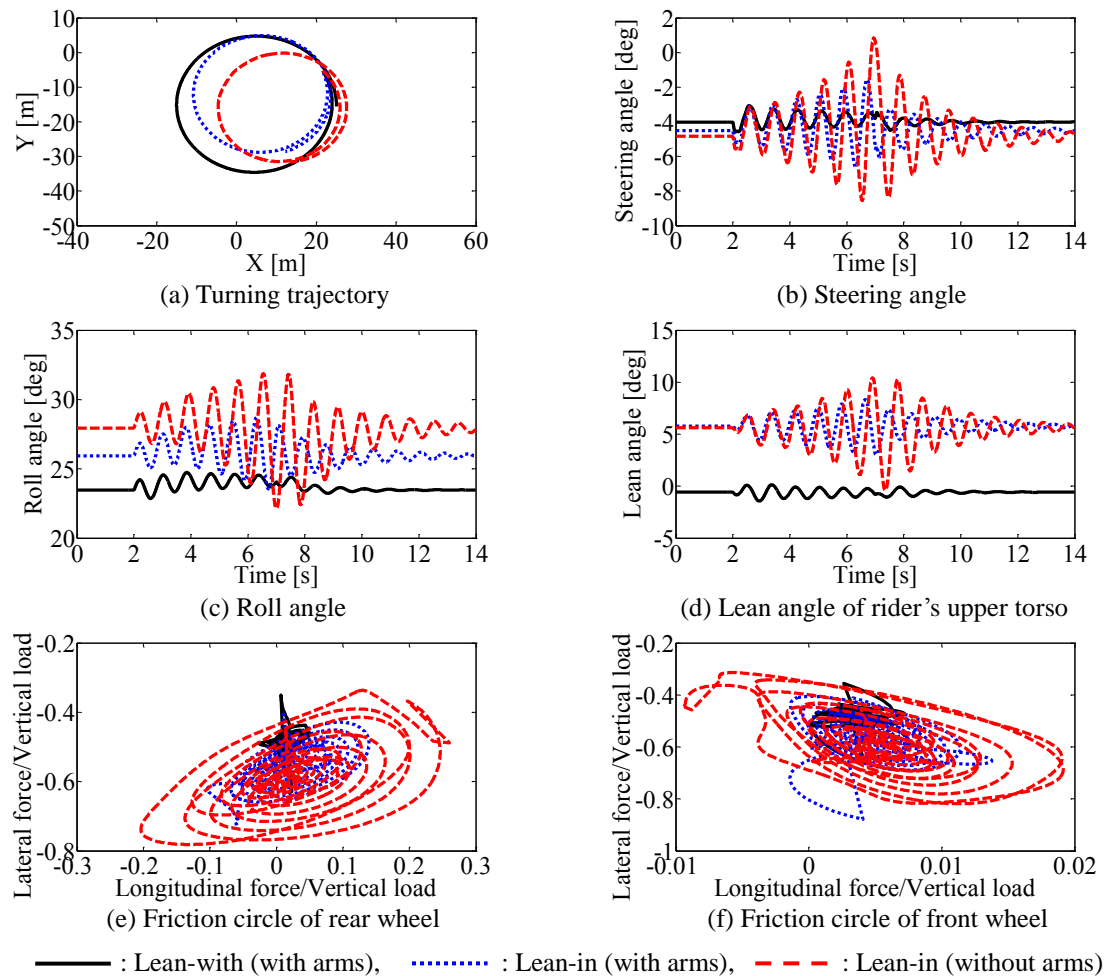 10
0
-10
-20
-30
-40
-50
Y [m]
-40
-20
0
20
40
60
X [m]
(a) Turning trajectory
2
0
-2
-4
-6
-8
-10
Steering angle [deg]
0 2 4 6 8 10 12 14
Time [s]
(b) Steering angle
35
30
25
20
Roll angle [deg]
0 2 4 6 8 10 12 14
Time [s]
(c) Roll angle
15
10
5
0
-5
Lean angle [deg]
0 2 4 6 8 10 12 14
Time [s]
(d) Lean angle of rider's upper torso
-0.2
-0.4
-0.6
-0.8
Lateral force/Vertical load
-0.3 -0.2 -0.1 0 0.1 0.2 0.3
Longitudinal force/Vertical load
(e) Friction circle of rear wheel
-0.2
-0.4
-0.6
-0.8
-1
Lateral force/Vertical load
-0.01 0 0.01 0.02
Longitudinal force/Vertical load
(f) Friction circle of front wheel
: Lean-with (with arms), : Lean-in (with arms), : Lean-in (without arms)